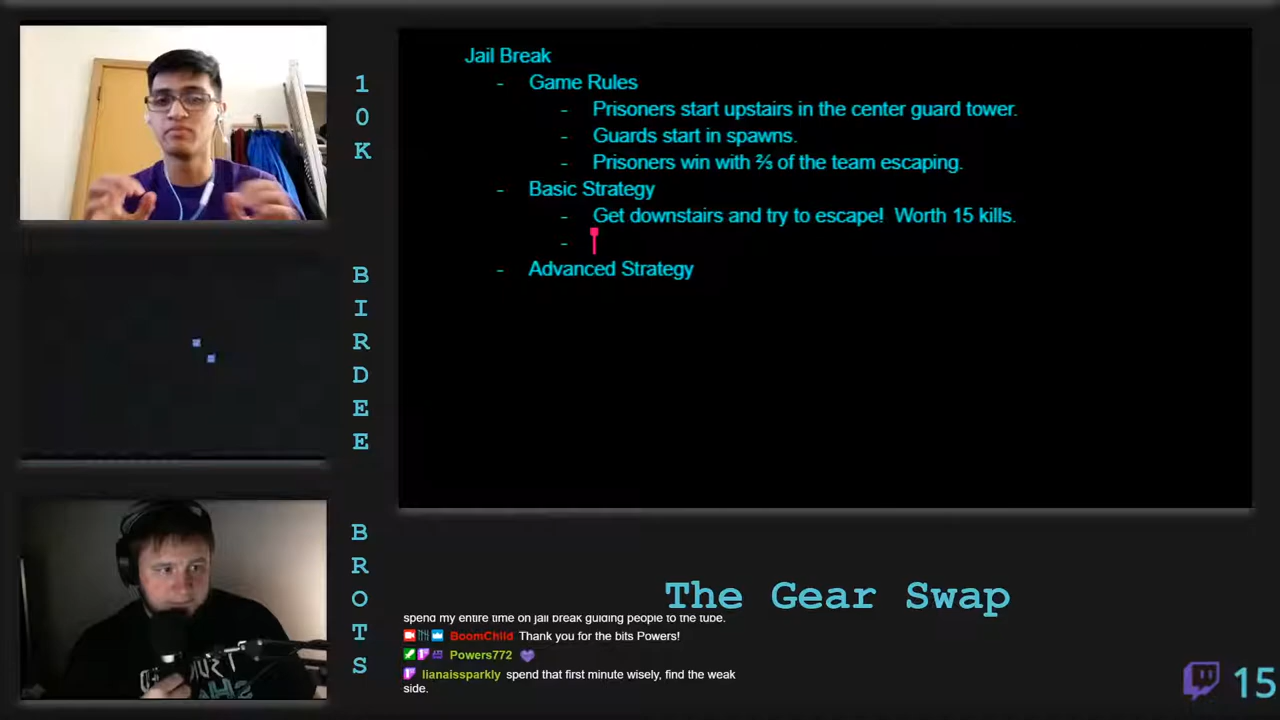 10K
BIRDEE
BROTS
Jail Break
- Game Rules
- Prisoners start upstairs in the center guard tower.
- Guards start in spawns.
- Prisoners win with ⅔ of the team escaping.
- Basic Strategy
- Get downstairs and try to escape! Worth 15 kills.
-
- Advanced Strategy
The Gear Swap
spend my entire time on jail break guiding people to the tube.
BoomChild Thank you for the bits Powers!
Powers772
lianaissparkly spend that first minute wisely, find the weak
side.
15